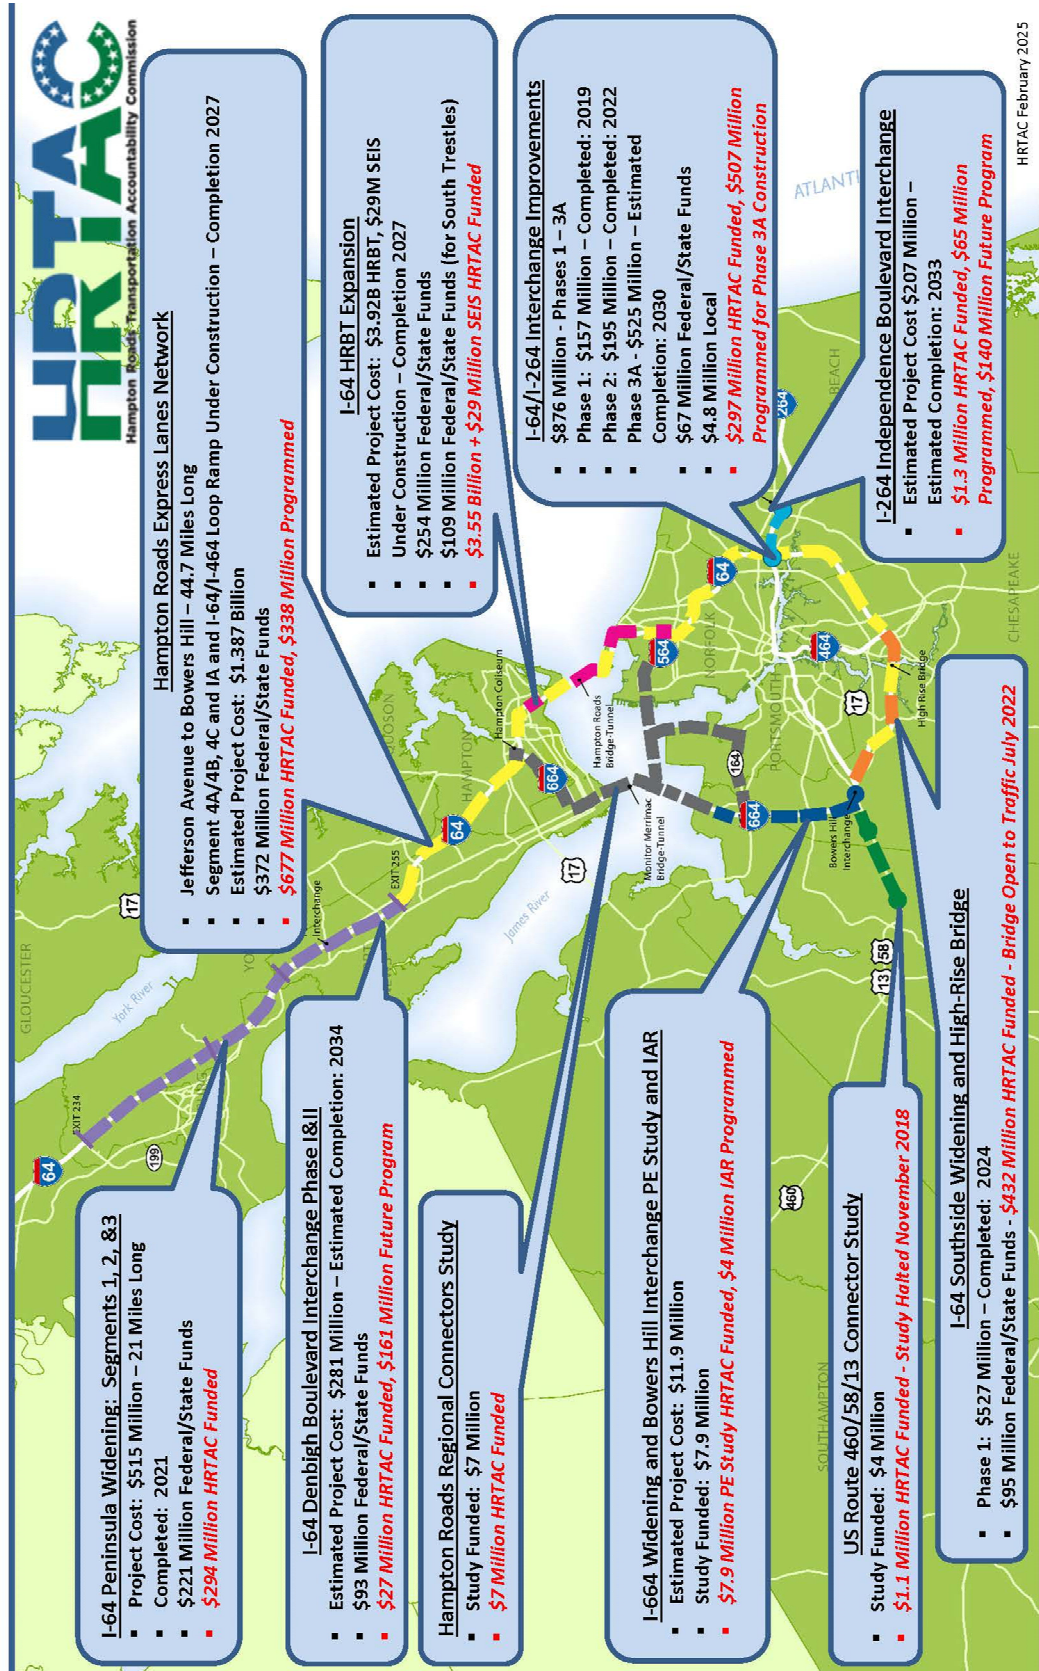 HRTAC
Hampton Roads Transportation Accountability Commission
I-64 Peninsula Widening: Segments 1, 2, &3
▪ Project Cost: $515 Million – 21 Miles Long
▪ Completed: 2021
▪ $221 Million Federal/State Funds
▪ $294 Million HRTAC Funded
I-64 Denbigh Boulevard Interchange Phase I&II
▪ Estimated Project Cost: $281 Million – Estimated Completion: 2034
▪ $93 Million Federal/State Funds
▪ $27 Million HRTAC Funded, $161 Million Future Program
Hampton Roads Regional Connectors Study
▪ Study Funded: $7 Million
▪ $7 Million HRTAC Funded
I-664 Widening and Bowers Hill Interchange PE Study and IAR
▪ Estimated Project Cost: $11.9 Million
▪ Study Funded: $7.9 Million
▪ $7.9 Million PE Study HRTAC Funded, $4 Million IAR Programmed
US Route 460/58/13 Connector Study
▪ Study Funded: $4 Million
▪ $1.1 Million HRTAC Funded - Study Halted November 2018
I-64 Southside Widening and High-Rise Bridge
▪ Phase 1: $527 Million – Completed: 2024
▪ $95 Million Federal/State Funds - $432 Million HRTAC Funded - Bridge Open to Traffic July 2022
Hampton Roads Express Lanes Network
▪ Jefferson Avenue to Bowers Hill – 44.7 Miles Long
▪ Segment 4A/4B, 4C and IA and I-64/I-464 Loop Ramp Under Construction – Completion 2027
▪ Estimated Project Cost: $1.387 Billion
▪ $372 Million Federal/State Funds
▪ $677 Million HRTAC Funded, $338 Million Programmed
I-64 HRBT Expansion
▪ Estimated Project Cost: $3.92B HRBT, $29M SEIS
▪ Under Construction – Completion 2027
▪ $254 Million Federal/State Funds
▪ $109 Million Federal/State Funds (for South Trestles)
▪ $3.55 Billion + $29 Million SEIS HRTAC Funded
I-64/I-264 Interchange Improvements
▪ $876 Million - Phases 1 – 3A
▪ Phase 1: $157 Million – Completed: 2019
▪ Phase 2: $195 Million – Completed: 2022
▪ Phase 3A - $525 Million – Estimated
Completion: 2030
▪ $67 Million Federal/State Funds
▪ $4.8 Million Local
▪ $297 Million HRTAC Funded, $507 Million
Programmed for Phase 3A Construction
I-264 Independence Boulevard Interchange
▪ Estimated Project Cost $207 Million –
Estimated Completion: 2033
▪ $1.3 Million HRTAC Funded, $65 Million
Programmed, $140 Million Future Program
HRTAC February 2025
GLOUCESTER
17
York River
64
EXIT 234
199
Interchange
EXIT 255
64
HAMPTON
Hampton Coliseum
664
James River
17
Hampton Roads
Bridge-Tunnel
Monitor Merrimac
Bridge-Tunnel
564
NORFOLK
64
264
BEACH
164
PORTSMOUTH
464
664
Bowers Hill
Interchange
17
High Rise Bridge
CHESAPEAKE
13
58
460
SOUTHAMPTON